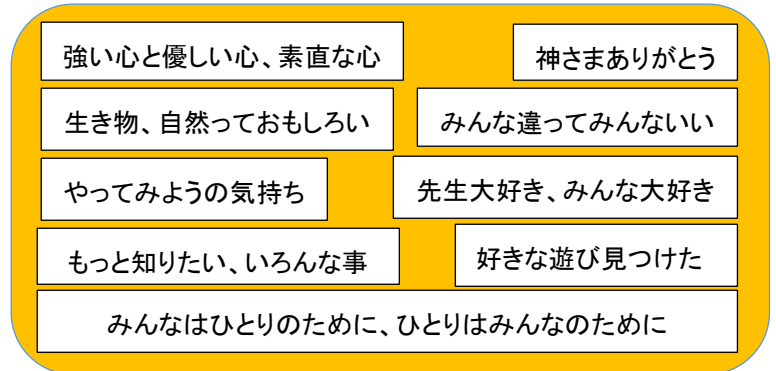 強い心と優しい心、素直な心
神さまありがとう
生き物、自然っておもしろい
みんな違ってみんないい
やってみようの気持ち
先生大好き、みんな大好き
もっと知りたい、いろんな事
好きな遊び見つけた
みんなはひとりのために、ひとりはみんなのために